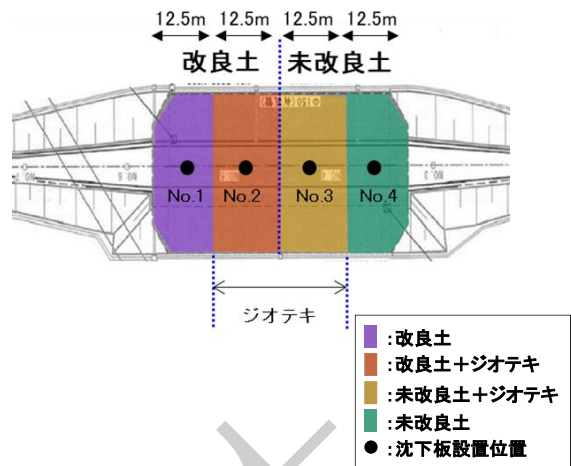 12.5m 12.5m 12.5m 12.5m
改良土 未改良土
No.1 No.2 No.3 No.4
ジオテキ
:改良土
:改良土+ジオテキ
:未改良土+ジオテキ
:未改良土
:沈下板設置位置